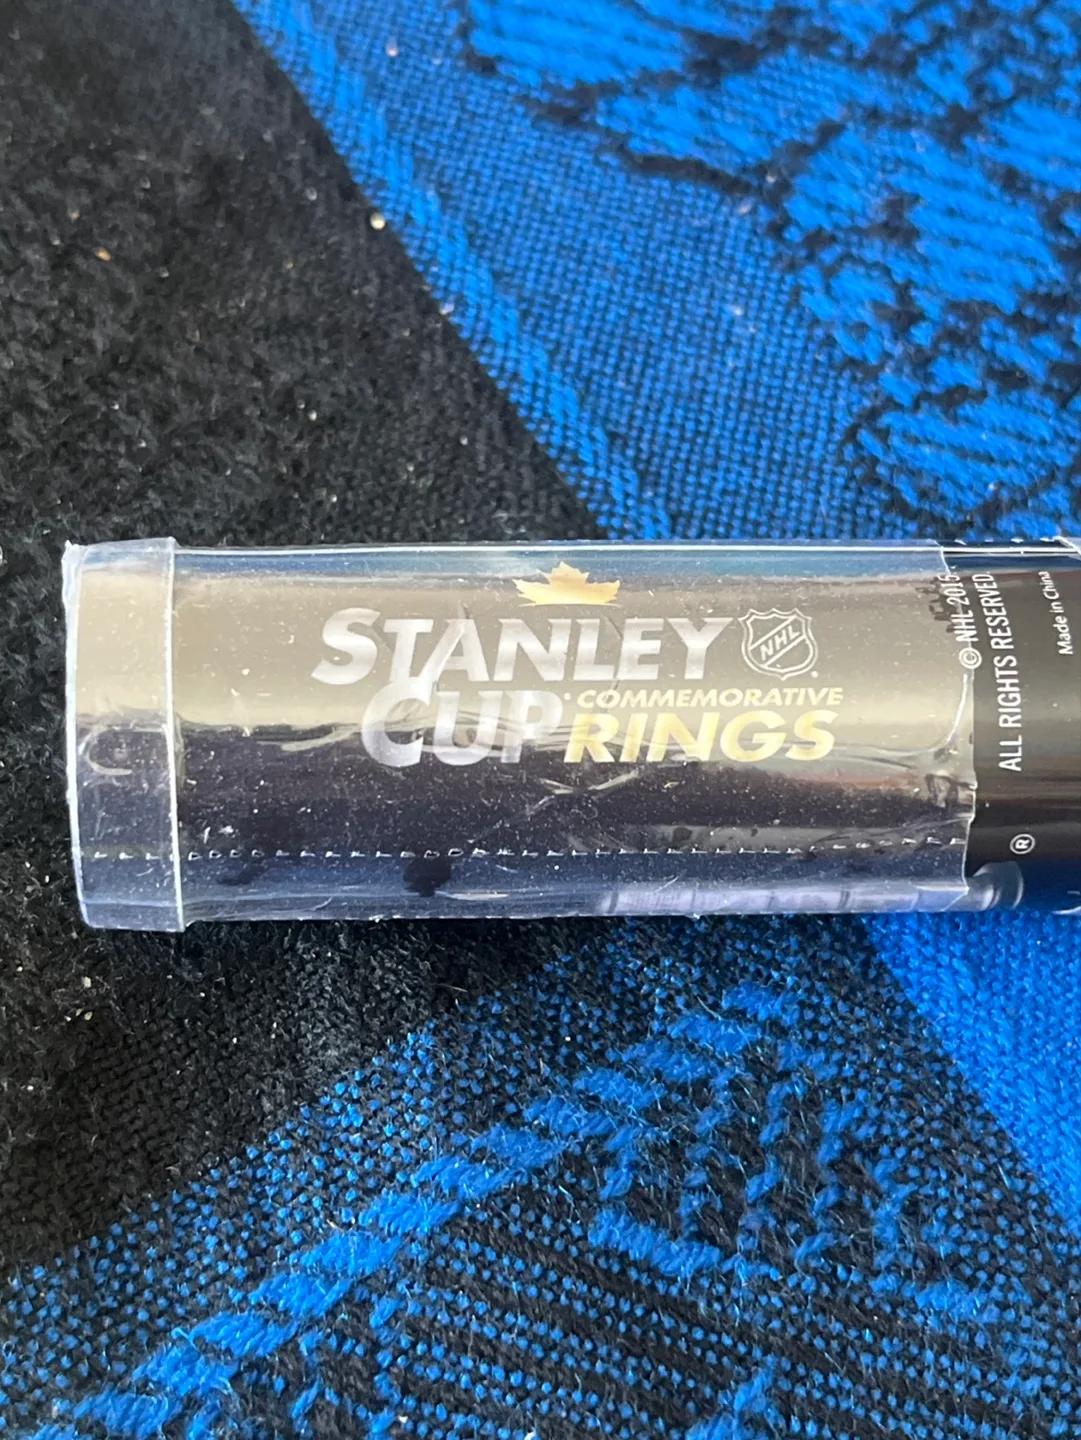 STANLEY
NHL
CUP® COMMEMORATIVE
RINGS
© NHL 2015.
ALL RIGHTS RESERVED.
Made in China
®